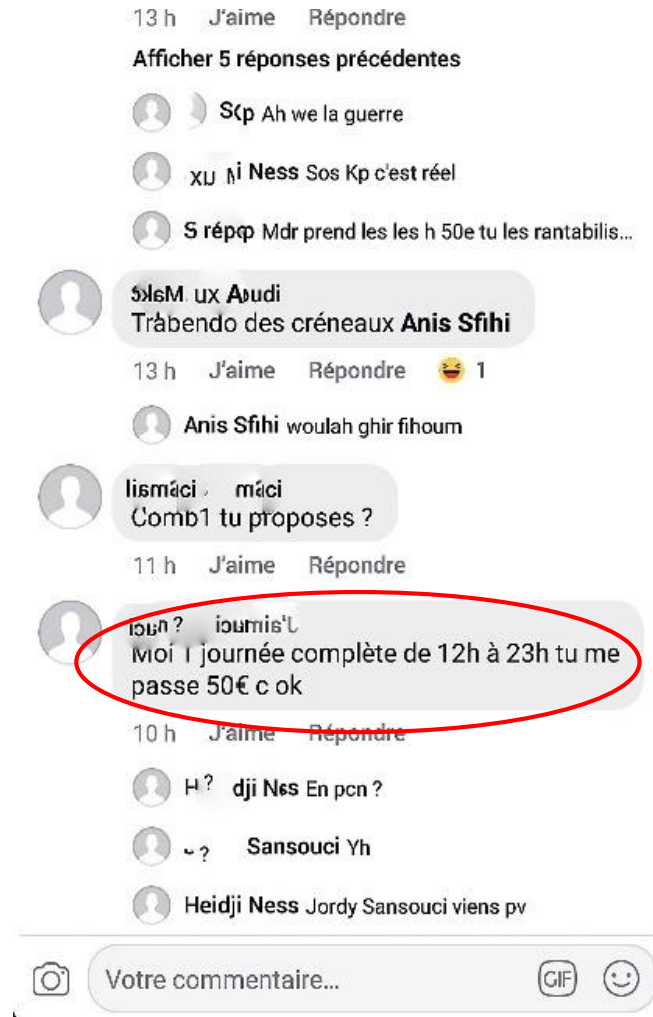 13 h J'aime Répondre
Afficher 5 réponses précédentes
Ah we la guerre
Ness Sos Kp c'est réel
Mdr prend les les h 50e tu les rantabilis...
Trabendo des créneaux Anis Sfihi
13 h J'aime Répondre 1
Anis Sfihi woulah ghir fihoum
Comb1 tu proposes ?
11 h J'aime Répondre
Moi 1 journée complète de 12h à 23h tu me
passe 50€ c ok
10 h J'aime Répondre
En pcn ?
Sansouci Yh
Heidji Ness Jordy Sansouci viens pv
Votre commentaire...
GIF